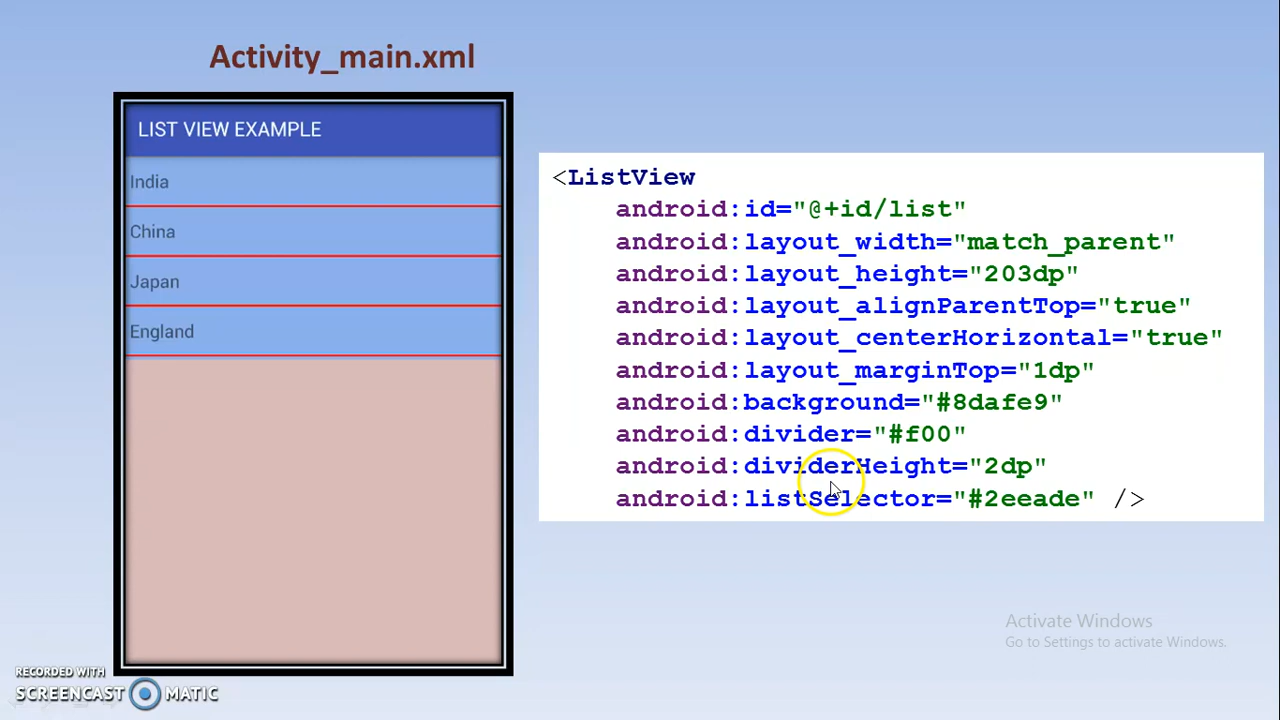 Activity_main.xml
LIST VIEW EXAMPLE
India
China
Japan
England
<ListView
android:id="@+id/list"
android:layout_width="match_parent"
android:layout_height="203dp"
android:layout_alignParentTop="true"
android:layout_centerHorizontal="true"
android:layout_marginTop="1dp"
android:background="#8dafe9"
android:divider="#f00"
android:dividerHeight="2dp"
android:listSelector="#2eeade" />
Activate Windows
Go to Settings to activate Windows.
RECORDED WITH
SCREENCAST MATIC